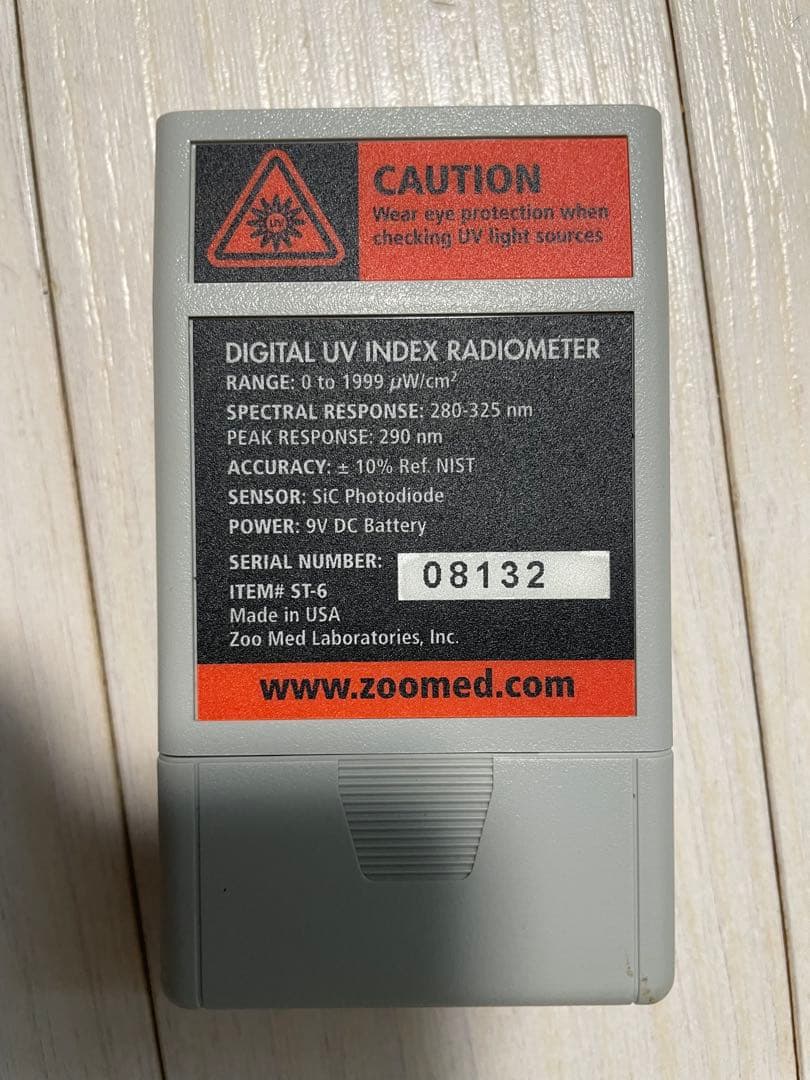 CAUTION
Wear eye protection when
checking UV light sources
UV
DIGITAL UV INDEX RADIOMETER
RANGE: 0 to 1999 µW/cm²
SPECTRAL RESPONSE: 280-325 nm
PEAK RESPONSE: 290 nm
ACCURACY: ± 10% Ref. NIST
SENSOR: SiC Photodiode
POWER: 9V DC Battery
SERIAL NUMBER: 08132
ITEM# ST-6
Made in USA
Zoo Med Laboratories, Inc.
www.zoomed.com